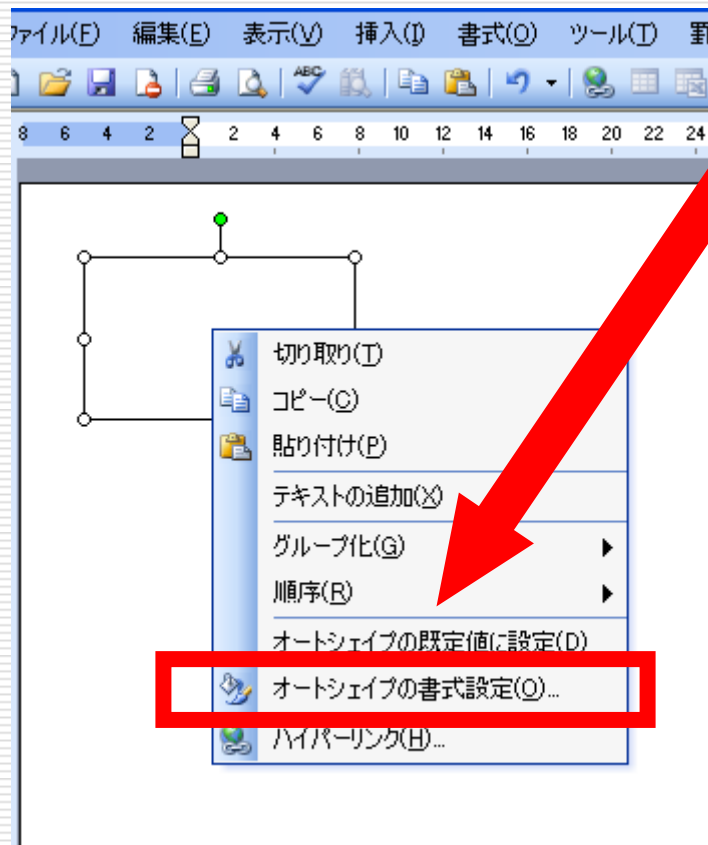 ファイル(F) 編集(E) 表示(V) 挿入(I) 書式(O) ツール(T) 罫
ABC
8 6 4 2 2 4 6 8 10 12 14 16 18 20 22 24
切り取り(T)
コピー(C)
貼り付け(P)
テキストの追加(X)
グループ化(G)
順序(R)
オートシェイプの既定値に設定(D)
オートシェイプの書式設定(O)...
ハイパーリンク(H)...